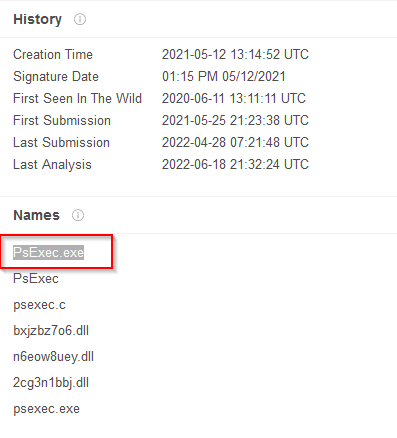 History
Creation Time 2021-05-12 13:14:52 UTC
Signature Date 01:15 PM 05/12/2021
First Seen In The Wild 2020-06-11 13:11:11 UTC
First Submission 2021-05-25 21:23:38 UTC
Last Submission 2022-04-28 07:21:48 UTC
Last Analysis 2022-06-18 21:32:24 UTC
Names
PsExec.exe
PsExec
psexec.c
bxjzbz7o6.dll
n6eow8uey.dll
2cg3n1bbj.dll
psexec.exe